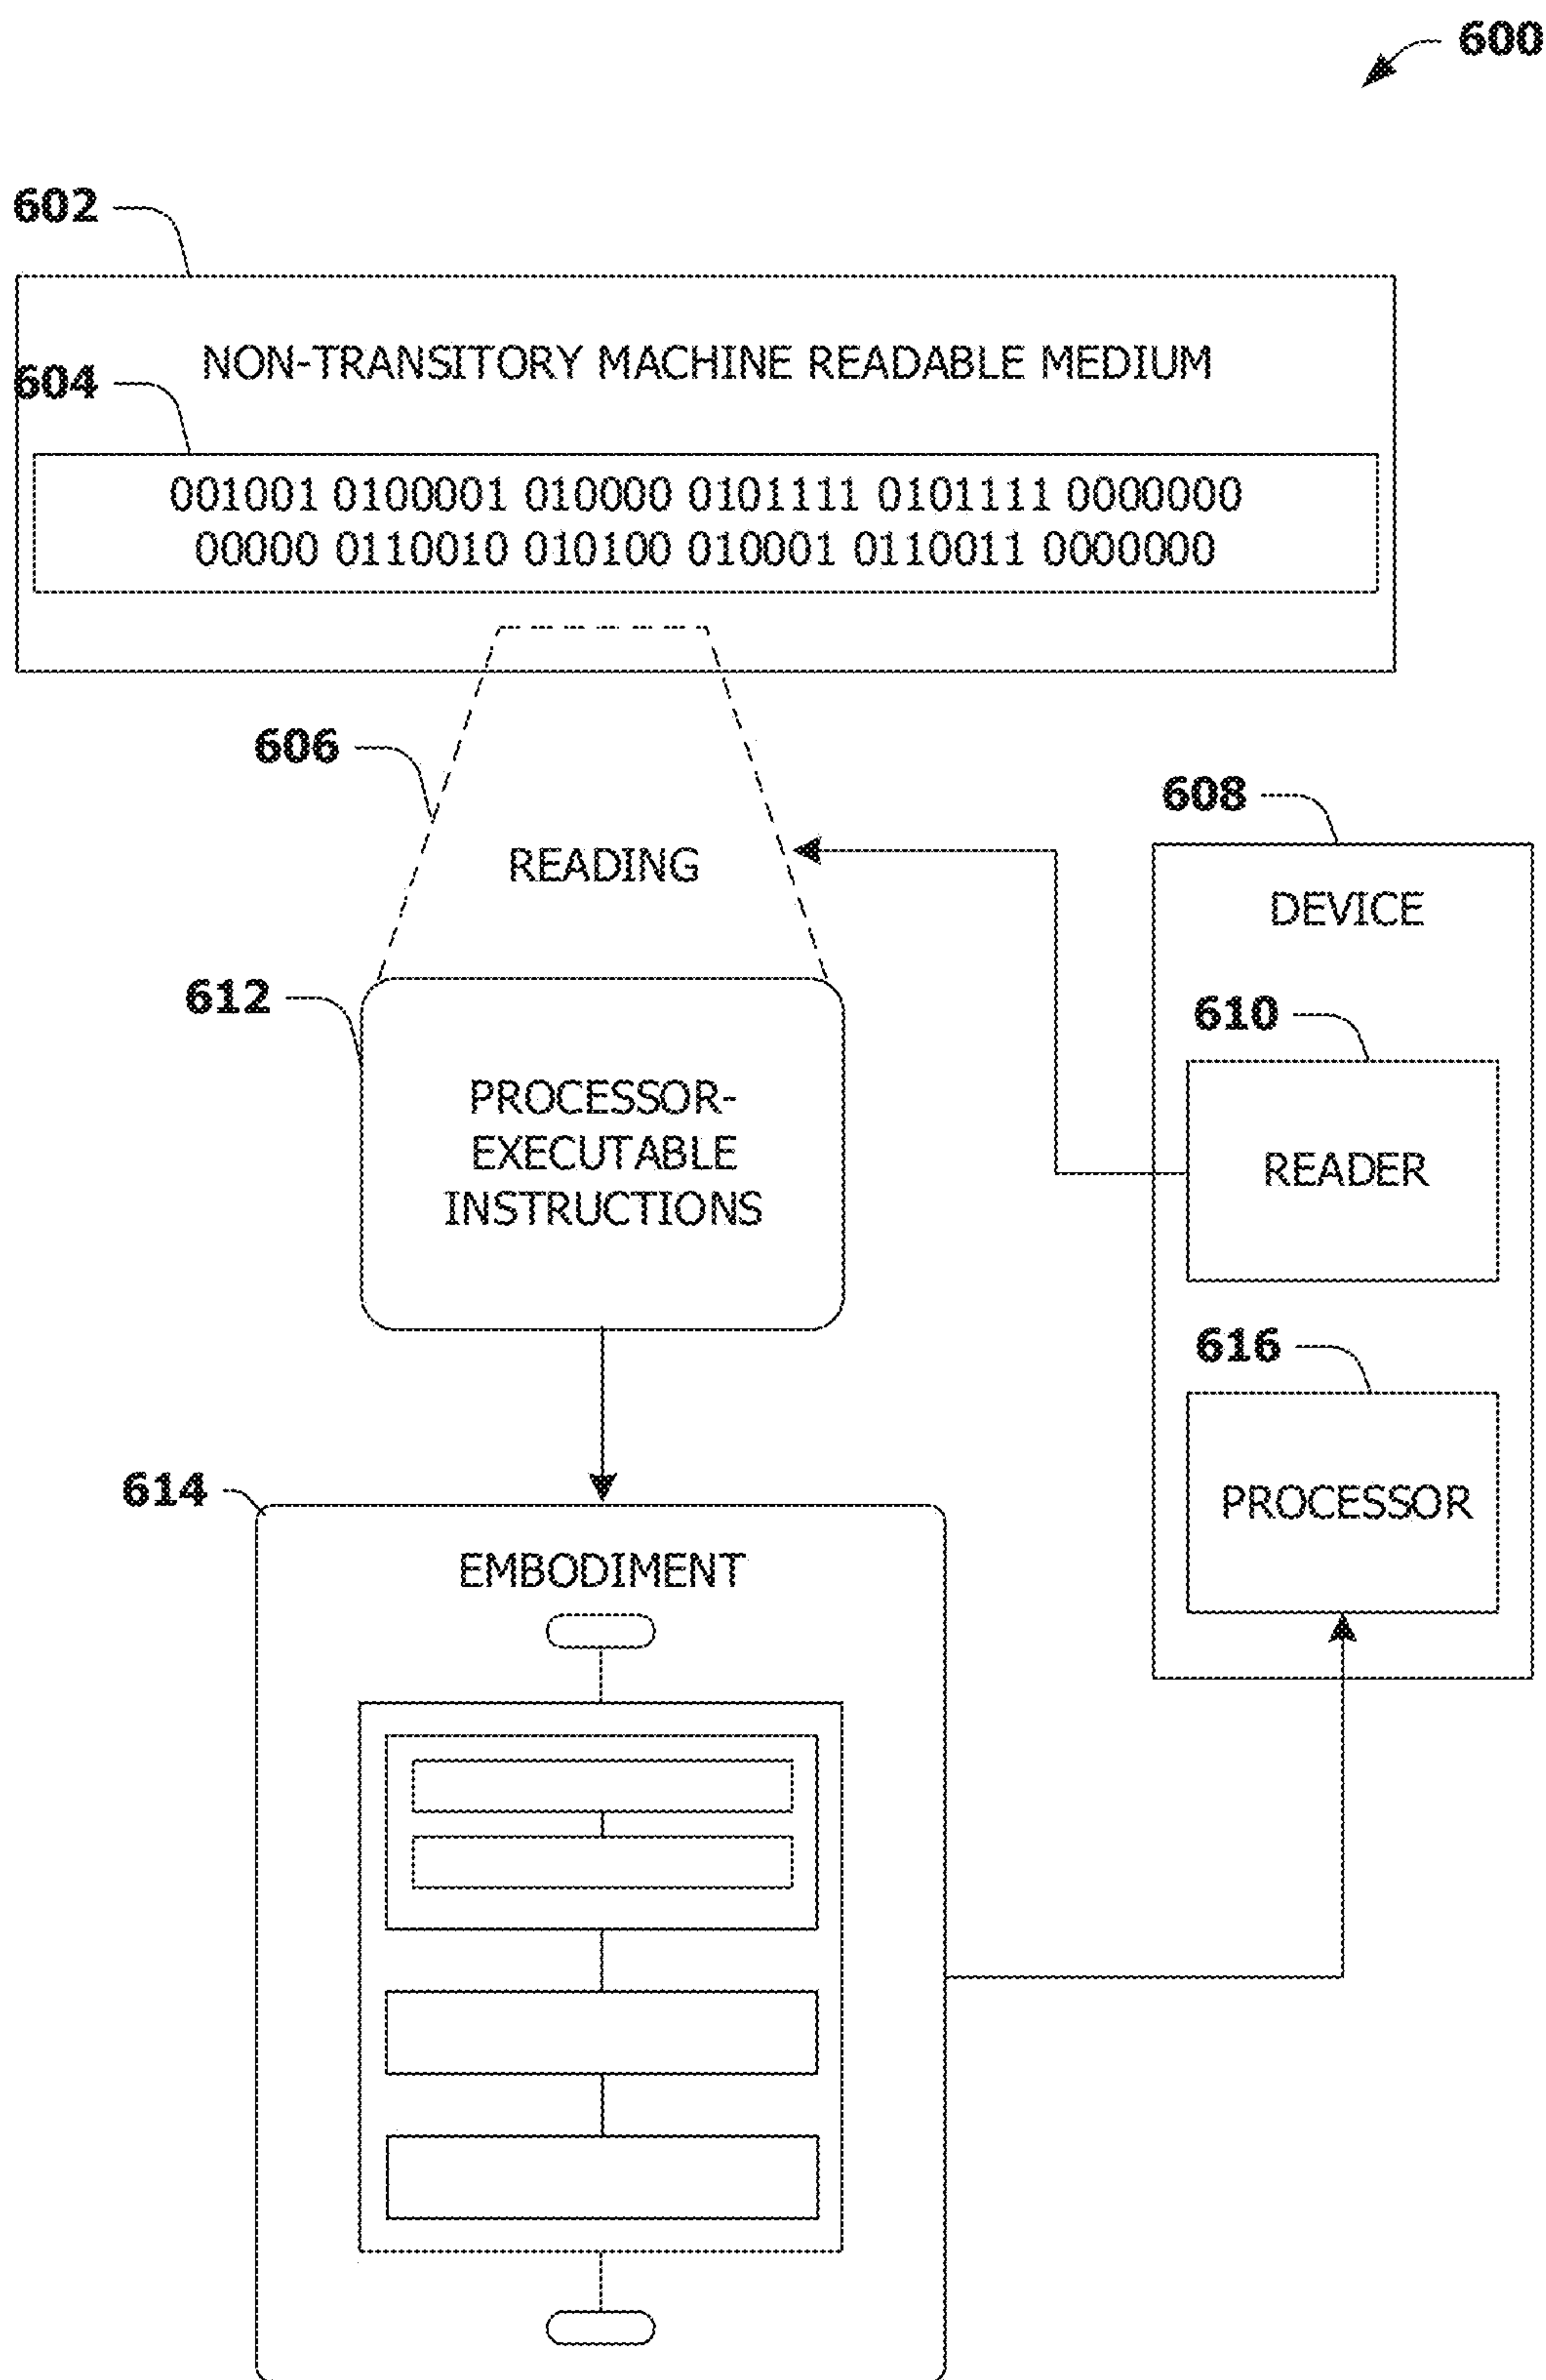 600
602
NON-TRANSITORY MACHINE READABLE MEDIUM
604
001001 0100001 010000 0101111 0101111 0000000
00000 0110010 010100 010001 0110011 0000000
606
READING
608
DEVICE
612
610
PROCESSOR-
EXECUTABLE
INSTRUCTIONS
READER
616
PROCESSOR
614
EMBODIMENT